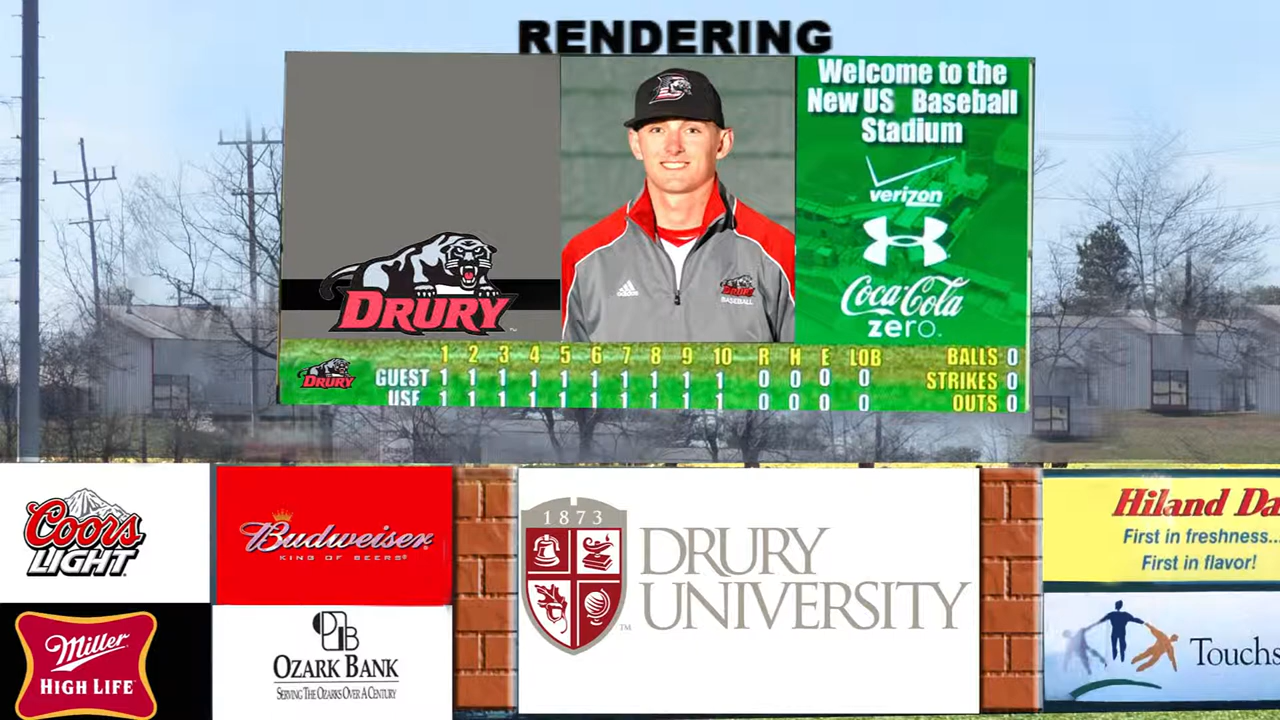 RENDERING
Welcome to the
New US Baseball
Stadium
verizon
Coca-Cola
zero
DRURY
adidas
DRURY
BASEBALL
1 2 3 4 5 6 7 8 9 10 R H E LOB BALLS 0
DRURY
GUEST 1 1 1 1 1 1 1 1 1 1 0 0 0 0 STRIKES 0
USE 1 1 1 1 1 1 1 1 1 1 0 0 0 0 OUTS 0
Coors
LIGHT
Budweiser
KING OF BEERS
Miller
HIGH LIFE
OZARK BANK
SERVING THE OZARKS OVER A CENTURY
1873
DRURY
UNIVERSITY
Hiland Da
First in freshness...
First in flavor!
Touchs